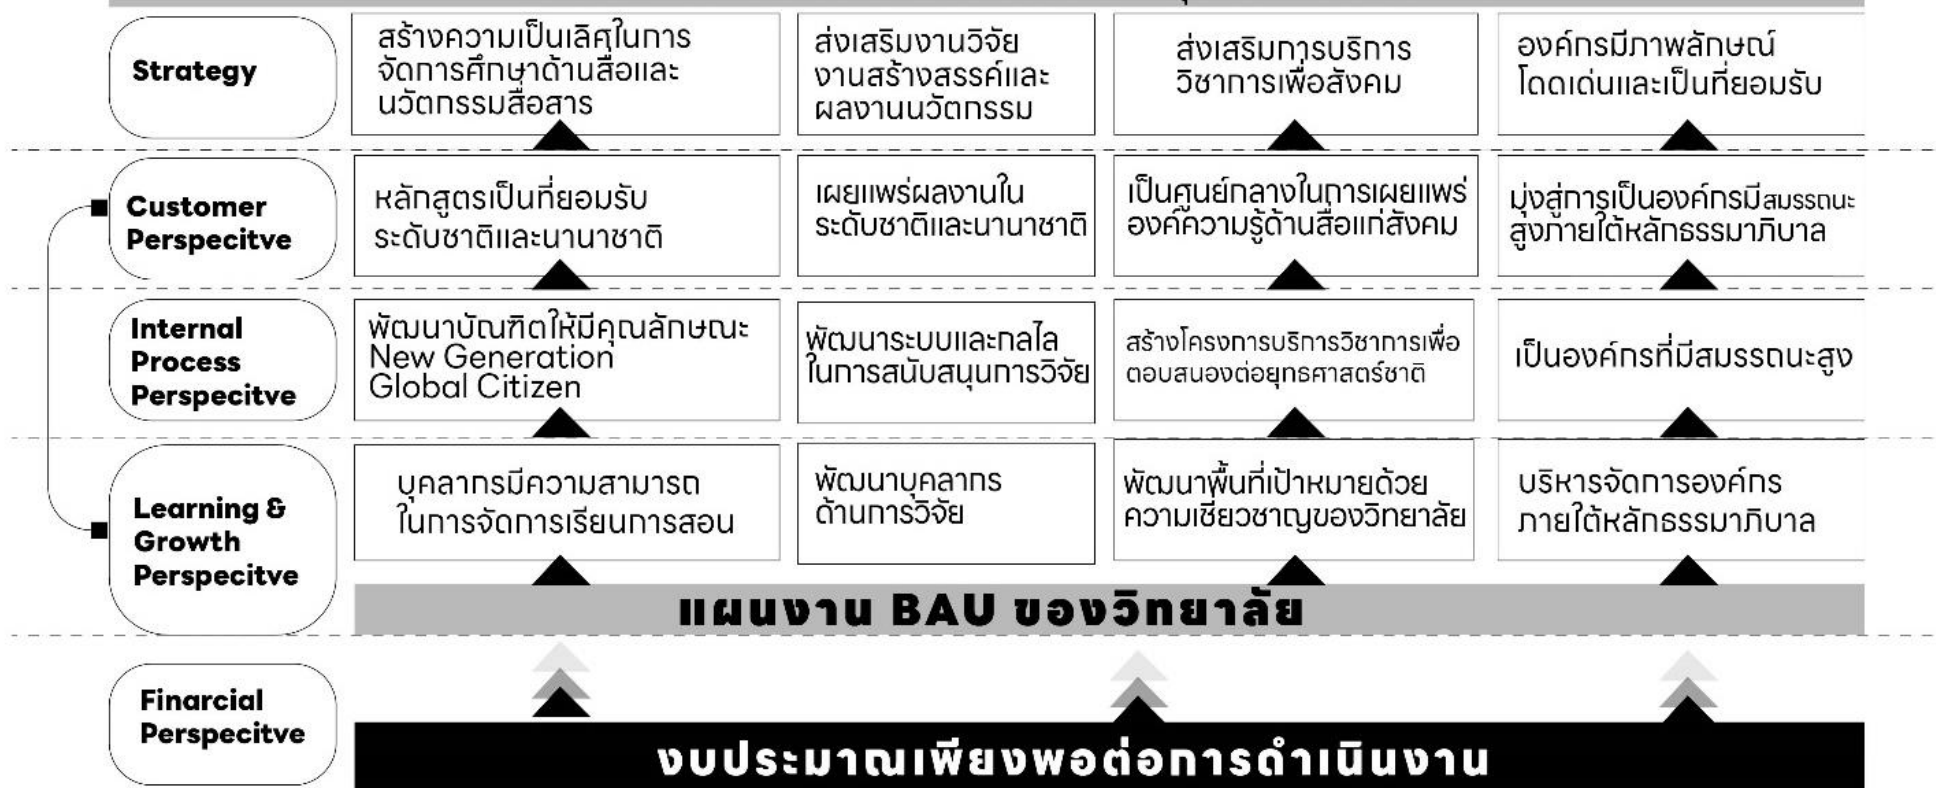 Strategy
สร้างความเป็นเลิศในการ
จัดการศึกษาด้านสื่อและ
นวัตกรรมสื่อสาร
ส่งเสริมงานวิจัย
งานสร้างสรรค์และ
ผลงานนวัตกรรม
ส่งเสริมการบริการ
วิชาการเพื่อสังคม
องค์กรมีภาพลักษณ์
โดดเด่นและเป็นที่ยอมรับ
Customer
Perspecitve
หลักสูตรเป็นที่ยอมรับ
ระดับชาติและนานาชาติ
เผยแพร่ผลงานใน
ระดับชาติและนานาชาติ
เป็นศูนย์กลางในการเผยแพร่
องค์ความรู้ด้านสื่อแก่สังคม
มุ่งสู่การเป็นองค์กรมีสมรรถนะ
สูงภายใต้หลักธรรมาภิบาล
Internal
Process
Perspecitve
พัฒนาบัณฑิตให้มีคุณลักษณะ
New Generation
Global Citizen
พัฒนาระบบและกลไล
ในการสนับสนุนการวิจัย
สร้างโครงการบริการวิชาการเพื่อ
ตอบสนองต่อยุทธศาสตร์ชาติ
เป็นองค์กรที่มีสมรรถนะสูง
Learning &
Growth
Perspecitve
บุคลากรมีความสามารถ
ในการจัดการเรียนการสอน
พัฒนาบุคลากร
ด้านการวิจัย
พัฒนาพื้นที่เป้าหมายด้วย
ความเชี่ยวชาญของวิทยาลัย
บริหารจัดการองค์กร
ภายใต้หลักธรรมาภิบาล
แผนงาน BAU ของวิทยาลัย
Finarcial
Perspecitve
งบประมาณเพียงพอต่อการดำเนินงาน